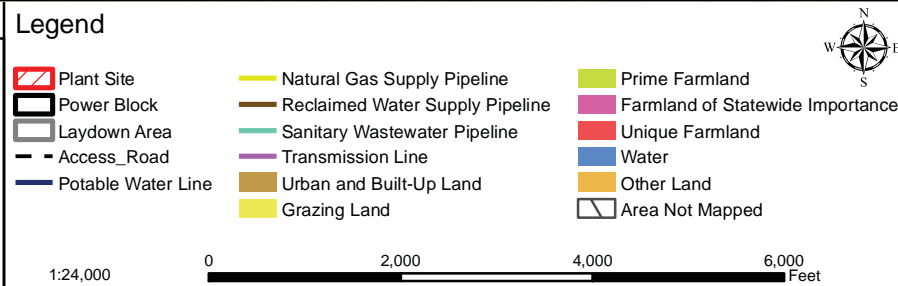 Legend
N
W E
S
Plant Site
Power Block
Laydown Area
Access_Road
Potable Water Line
Natural Gas Supply Pipeline
Reclaimed Water Supply Pipeline
Sanitary Wastewater Pipeline
Transmission Line
Urban and Built-Up Land
Grazing Land
Prime Farmland
Farmland of Statewide Importance
Unique Farmland
Water
Other Land
Area Not Mapped
0 2,000 4,000 6,000
1:24,000 Feet